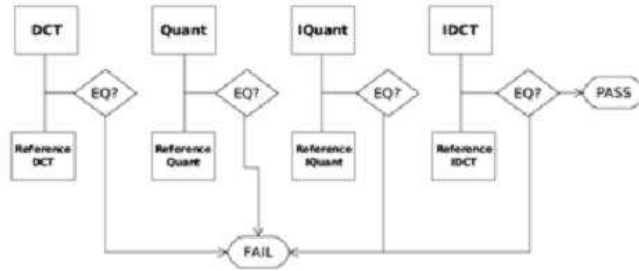 DCT
Quant
IQuant
IDCT
EQ?
EQ?
EQ?
EQ?
PASS
Reference
DCT
Reference
Quant
Reference
IQuant
Reference
IDCT
FAIL